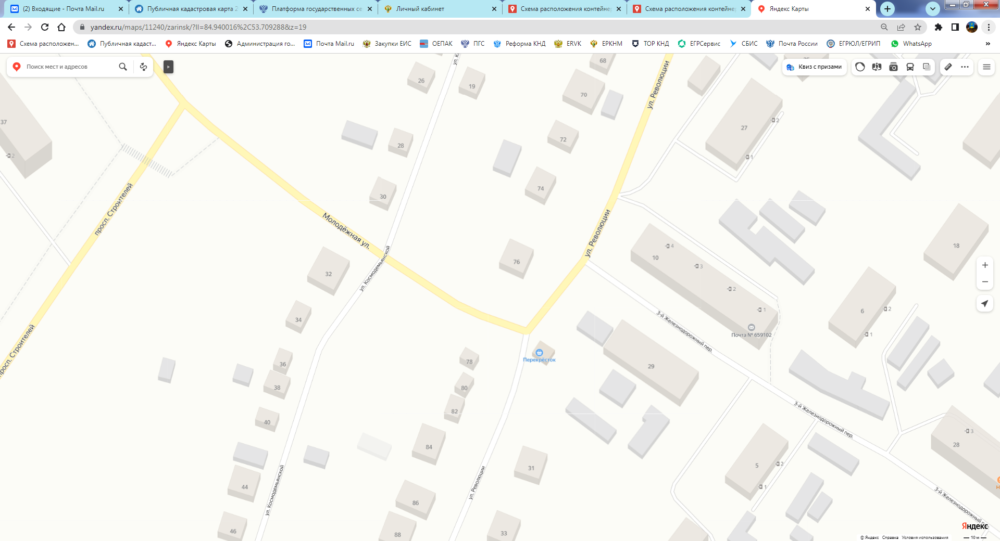 (2) Входящие - Почта Mail.ru
Публичная кадастровая карта 2
Платформа государственных се
Личный кабинет
Схема расположения контейнер
Схема расположения контейнер
Яндекс Карты
yandex.ru/maps/11240/zarinsk/?ll=84.940016%2C53.709288&z=19
Схема расположен...
Публичная кадаст...
Яндекс Карты
Администрация го...
Почта Mail.ru
Закупки ЕИС
ОЕПАК
ПГС
Реформа КНД
ERVK
ЕРКНМ
ТОР КНД
ЕГРСервис
СБИС
Почта России
ЕГРЮЛ/ЕГРИП
WhatsApp
»
Поиск мест и адресов
Квиз с призами
68
26
19
70
ул. Революции
37
27
2
72
28
2
1
74
30
просп. Строителей
Молодёжная ул.
ул. Революции
18
4
10
76
3
32
ул. Космодемьянской
2
1
6
2
34
3-й Железнодорожный пер.
Почта № 659102
1
просп. Строителей
36
78
Перекрёсток
29
38
80
82
3-й Железнодорожный пер.
40
84
3
28
5
2
31
44
ул. Космодемьянской
ул. Революции
1
3-й Железнодорожный пер.
86
46
88
33
Яндекс
© Яндекс Справка Условия использования
10 м